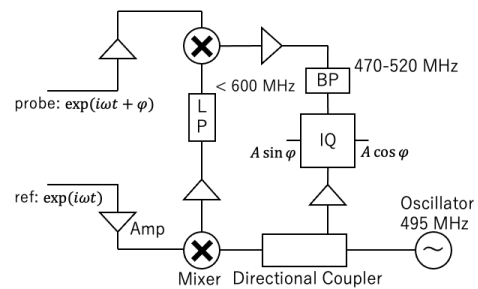 470-520 MHz
BP
< 600 MHz
probe: exp(iωt + φ)
L
P
IQ
A sin φ
A cos φ
ref: exp(iωt)
Amp
Oscillator
495 MHz
Mixer
Directional Coupler